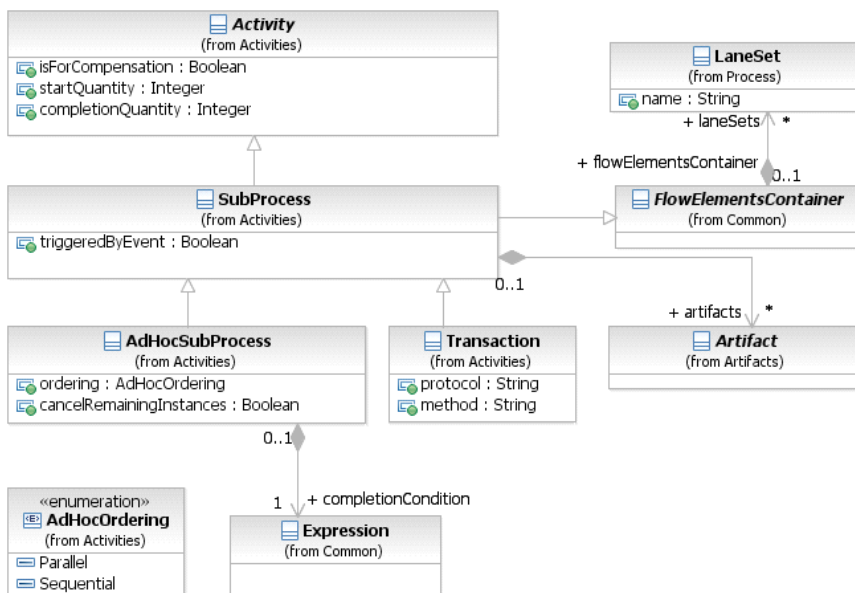 Activity
(from Activities)
isForCompensation : Boolean
startQuantity : Integer
completionQuantity : Integer
LaneSet
(from Process)
name : String
+ laneSets *
+ flowElementsContainer
0..1
SubProcess
(from Activities)
triggeredByEvent : Boolean
FlowElementsContainer
(from Common)
0..1
+ artifacts *
AdHocSubProcess
(from Activities)
ordering : AdHocOrdering
cancelRemainingInstances : Boolean
Transaction
(from Activities)
protocol : String
method : String
Artifact
(from Artifacts)
0..1
1 + completionCondition
«enumeration»
<E> AdHocOrdering
(from Activities)
Parallel
Sequential
Expression
(from Common)